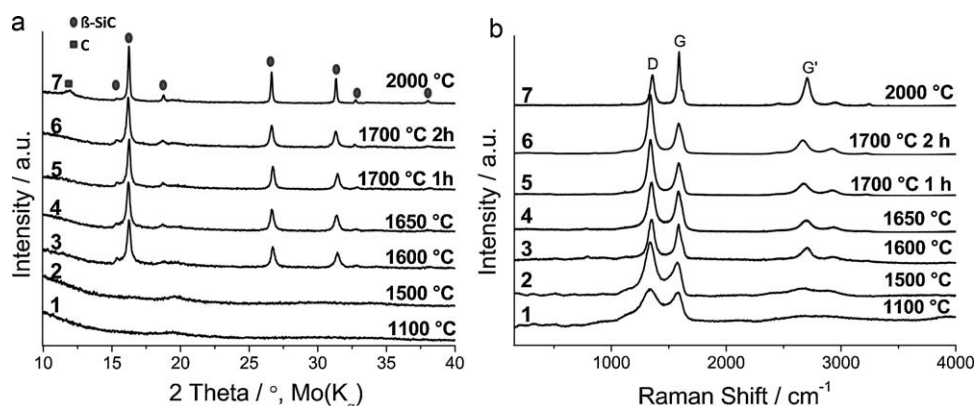 a
ß-SiC
C
7
2000 °C
6
1700 °C 2h
5
1700 °C 1h
4
1650 °C
3
1600 °C
2
1500 °C
1
1100 °C
10 15 20 25 30 35 40
2 Theta / °, Mo(Kα)
Intensity / a.u.
b
D
G
G'
7
2000 °C
6
1700 °C 2 h
5
1700 °C 1 h
4
1650 °C
3
1600 °C
2
1500 °C
1
1100 °C
1000 2000 3000 4000
Raman Shift / cm⁻¹
Intensity / a.u.